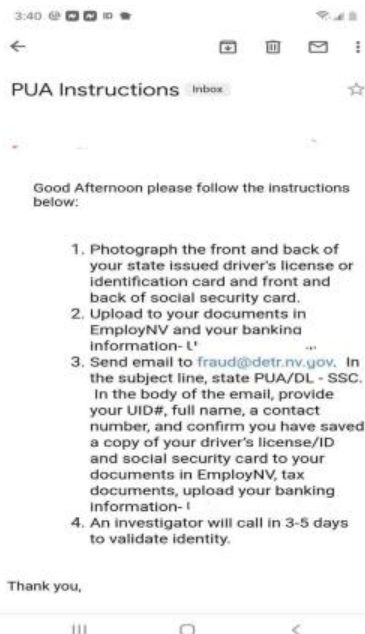 3:40
PUA Instructions Inbox
Good Afternoon please follow the instructions
below:
1. Photograph the front and back of
your state issued driver's license or
identification card and front and
back of social security card.
2. Upload to your documents in
EmployNV and your banking
information-
3. Send email to fraud@detr.nv.gov. In
the subject line, state PUA/DL - SSC.
In the body of the email, provide
your UID#, full name, a contact
number, and confirm you have saved
a copy of your driver's license/ID
and social security card to your
documents in EmployNV, tax
documents, upload your banking
information-
4. An investigator will call in 3-5 days
to validate identity.
Thank you,